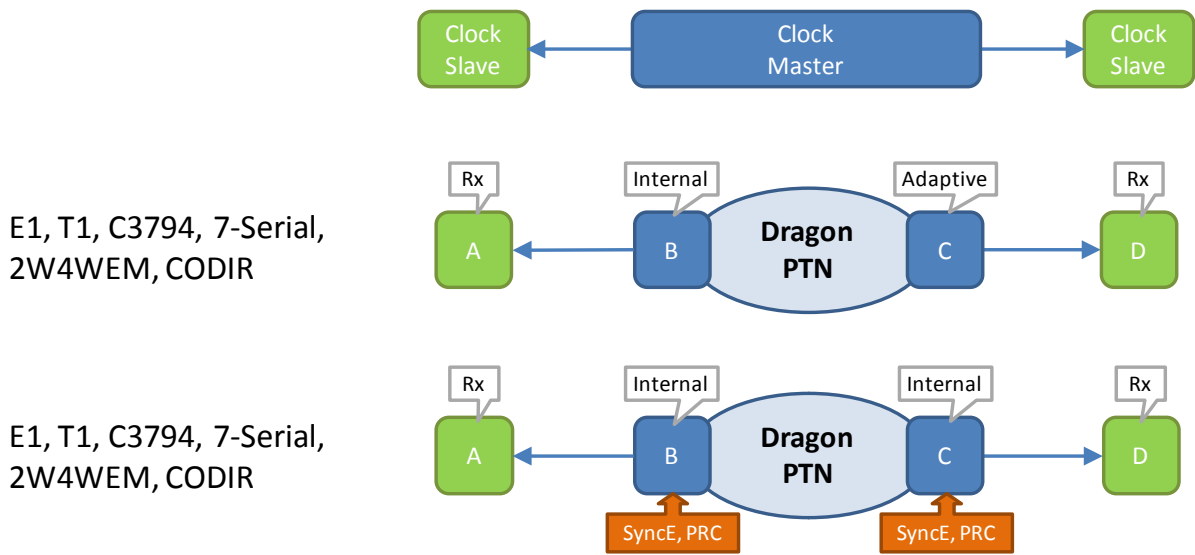 Clock
Slave
Clock
Master
Clock
Slave
Rx
Internal
Adaptive
Rx
E1, T1, C3794, 7-Serial,
2W4WEM, CODIR
A
B
Dragon
PTN
C
D
Rx
Internal
Internal
Rx
E1, T1, C3794, 7-Serial,
2W4WEM, CODIR
A
B
Dragon
PTN
C
D
SyncE, PRC
SyncE, PRC